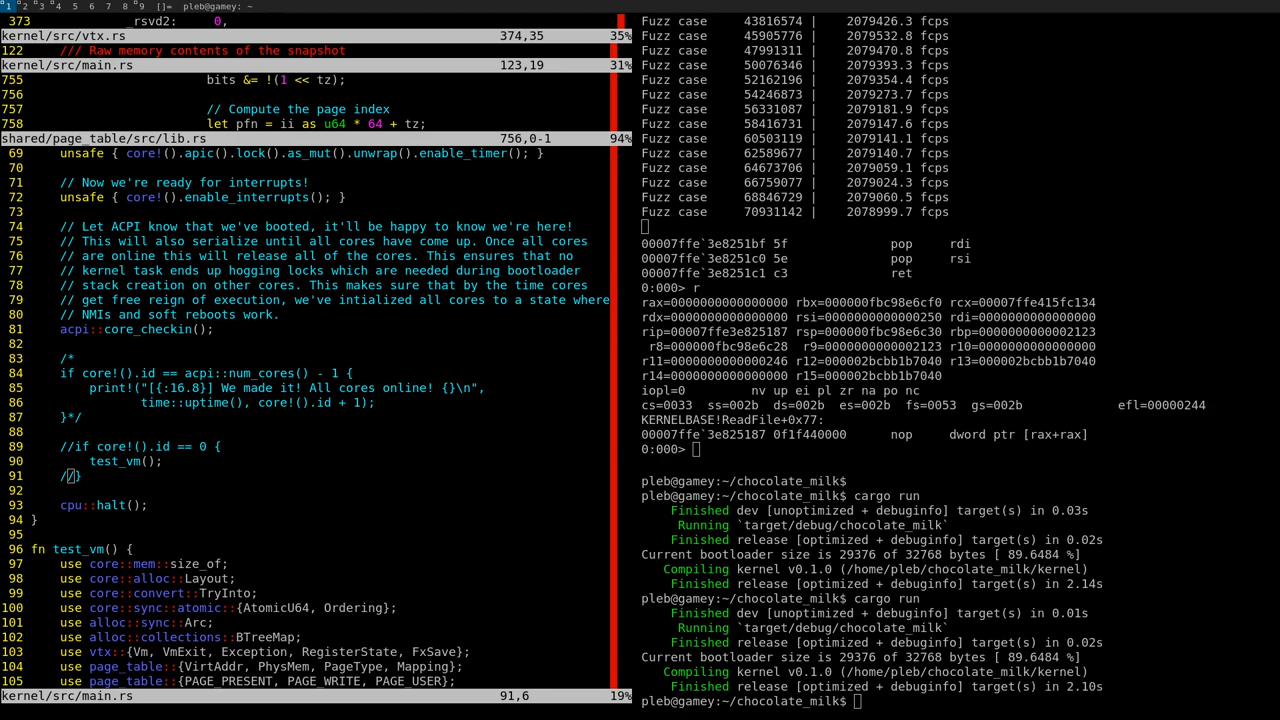 1 2 3 4 5 6 7 8 9 []= pleb@gamey: ~
373 _rsvd2: 0,
kernel/src/vtx.rs 374,35 35%
122 /// Raw memory contents of the snapshot
kernel/src/main.rs 123,19 31%
755 bits &= !(1 << tz);
756
757 // Compute the page index
758 let pfn = ii as u64 * 64 + tz;
shared/page_table/src/lib.rs 756,0-1 94%
69 unsafe { core!().apic().lock().as_mut().unwrap().enable_timer(); }
70
71 // Now we're ready for interrupts!
72 unsafe { core!().enable_interrupts(); }
73
74 // Let ACPI know that we've booted, it'll be happy to know we're here!
75 // This will also serialize until all cores have come up. Once all cores
76 // are online this will release all of the cores. This ensures that no
77 // kernel task ends up hogging locks which are needed during bootloader
78 // stack creation on other cores. This makes sure that by the time cores
79 // get free reign of execution, we've intialized all cores to a state where
80 // NMIs and soft reboots work.
81 acpi::core_checkin();
82
83 /*
84 if core!().id == acpi::num_cores() - 1 {
85 print!("[{:16.8}] We made it! All cores online! {}\n",
86 time::uptime(), core!().id + 1);
87 }*/
88
89 //if core!().id == 0 {
90 test_vm();
91 //}
92
93 cpu::halt();
94 }
95
96 fn test_vm() {
97 use core::mem::size_of;
98 use core::alloc::Layout;
99 use core::convert::TryInto;
100 use core::sync::atomic::{AtomicU64, Ordering};
101 use alloc::sync::Arc;
102 use alloc::collections::BTreeMap;
103 use vtx::{Vm, VmExit, Exception, RegisterState, FxSave};
104 use page_table::{VirtAddr, PhysMem, PageType, Mapping};
105 use page_table::{PAGE_PRESENT, PAGE_WRITE, PAGE_USER};
kernel/src/main.rs 91,6 19%
Fuzz case 43816574 | 2079426.3 fcps
Fuzz case 45905776 | 2079532.8 fcps
Fuzz case 47991311 | 2079470.8 fcps
Fuzz case 50076346 | 2079393.3 fcps
Fuzz case 52162196 | 2079354.4 fcps
Fuzz case 54246873 | 2079273.7 fcps
Fuzz case 56331087 | 2079181.9 fcps
Fuzz case 58416731 | 2079147.6 fcps
Fuzz case 60503119 | 2079141.1 fcps
Fuzz case 62589677 | 2079140.7 fcps
Fuzz case 64673706 | 2079059.1 fcps
Fuzz case 66759077 | 2079024.3 fcps
Fuzz case 68846729 | 2079060.5 fcps
Fuzz case 70931142 | 2078999.7 fcps
00007ffe`3e8251bf 5f pop rdi
00007ffe`3e8251c0 5e pop rsi
00007ffe`3e8251c1 c3 ret
0:000> r
rax=0000000000000000 rbx=000000fbc98e6cf0 rcx=00007ffe415fc134
rdx=0000000000000000 rsi=0000000000000250 rdi=0000000000000000
rip=00007ffe3e825187 rsp=000000fbc98e6c30 rbp=0000000000002123
r8=000000fbc98e6c28 r9=0000000000002123 r10=0000000000000000
r11=0000000000000246 r12=000002bcbb1b7040 r13=000002bcbb1b7040
r14=0000000000000000 r15=000002bcbb1b7040
iopl=0 nv up ei pl zr na po nc
cs=0033 ss=002b ds=002b es=002b fs=0053 gs=002b efl=00000244
KERNELBASE!ReadFile+0x77:
00007ffe`3e825187 0f1f440000 nop dword ptr [rax+rax]
0:000>
pleb@gamey:~/chocolate_milk$
pleb@gamey:~/chocolate_milk$ cargo run
Finished dev [unoptimized + debuginfo] target(s) in 0.03s
Running `target/debug/chocolate_milk`
Finished release [optimized + debuginfo] target(s) in 0.02s
Current bootloader size is 29376 of 32768 bytes [ 89.6484 %]
Compiling kernel v0.1.0 (/home/pleb/chocolate_milk/kernel)
Finished release [optimized + debuginfo] target(s) in 2.14s
pleb@gamey:~/chocolate_milk$ cargo run
Finished dev [unoptimized + debuginfo] target(s) in 0.01s
Running `target/debug/chocolate_milk`
Finished release [optimized + debuginfo] target(s) in 0.02s
Current bootloader size is 29376 of 32768 bytes [ 89.6484 %]
Compiling kernel v0.1.0 (/home/pleb/chocolate_milk/kernel)
Finished release [optimized + debuginfo] target(s) in 2.10s
pleb@gamey:~/chocolate_milk$